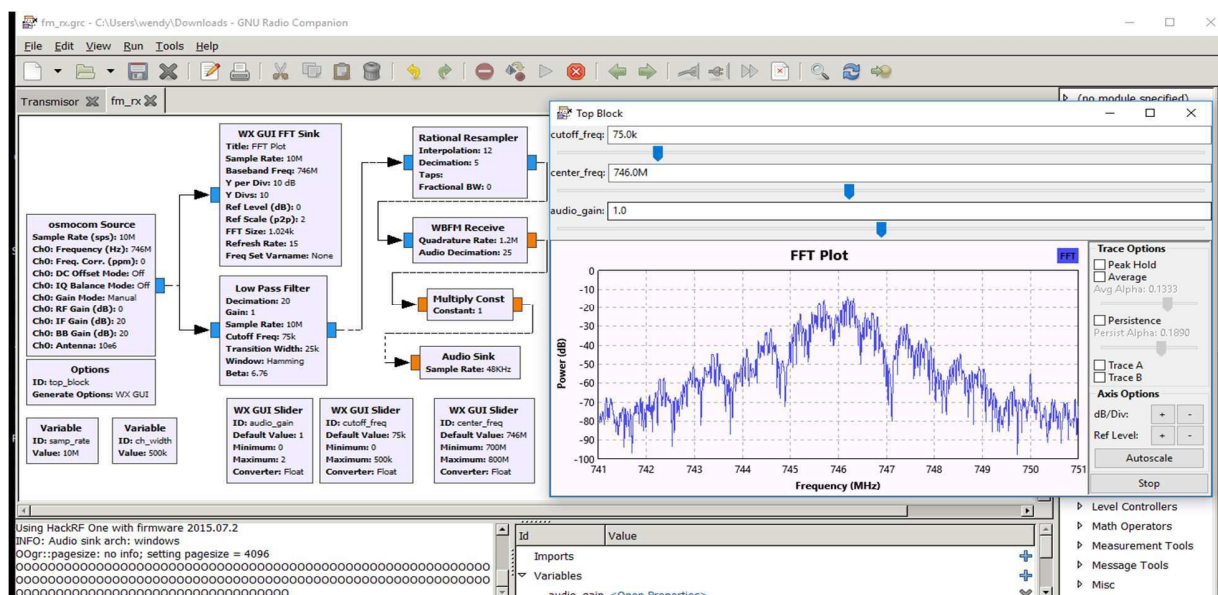 fm_rx.grc - C:\Users\wendy\Downloads - GNU Radio Companion
File Edit View Run Tools Help
Transmisor fm_rx
(no module specified)
osmocom Source
Sample Rate (sps): 10M
Ch0: Frequency (Hz): 746M
Ch0: Freq. Corr. (ppm): 0
Ch0: DC Offset Mode: Off
Ch0: IQ Balance Mode: Off
Ch0: Gain Mode: Manual
Ch0: RF Gain (dB): 0
Ch0: IF Gain (dB): 20
Ch0: BB Gain (dB): 20
Ch0: Antenna: 10e6
Options
ID: top_block
Generate Options: WX GUI
Variable
ID: samp_rate
Value: 10M
Variable
ID: ch_width
Value: 500k
WX GUI FFT Sink
Title: FFT Plot
Sample Rate: 10M
Baseband Freq: 746M
Y per Div: 10 dB
Y Divs: 10
Ref Level (dB): 0
Ref Scale (p2p): 2
FFT Size: 1.024k
Refresh Rate: 15
Freq Set Varname: None
Low Pass Filter
Decimation: 20
Gain: 1
Sample Rate: 10M
Cutoff Freq: 75k
Transition Width: 25k
Window: Hamming
Beta: 6.76
WX GUI Slider
ID: audio_gain
Default Value: 1
Minimum: 0
Maximum: 2
Converter: Float
WX GUI Slider
ID: cutoff_freq
Default Value: 75k
Minimum: 0
Maximum: 500k
Converter: Float
WX GUI Slider
ID: center_freq
Default Value: 746M
Minimum: 700M
Maximum: 800M
Converter: Float
Rational Resampler
Interpolation: 12
Decimation: 5
Taps:
Fractional BW: 0
WBFM Receive
Quadrature Rate: 1.2M
Audio Decimation: 25
Multiply Const
Constant: 1
Audio Sink
Sample Rate: 48KHz
Top Block
cutoff_freq: 75.0k
center_freq: 746.0M
audio_gain: 1.0
FFT Plot
FFT
Power (dB)
0
-10
-20
-30
-40
-50
-60
-70
-80
-90
-100
741 742 743 744 745 746 747 748 749 750 751
Frequency (MHz)
Trace Options
Peak Hold
Average
Avg Alpha: 0.1333
Persistence
Persist Alpha: 0.1890
Trace A
Trace B
Axis Options
dB/Div: + -
Ref Level: + -
Autoscale
Stop
Using HackRF One with firmware 2015.07.2
INFO: Audio sink arch: windows
OOgr::pagesize: no info; setting pagesize = 4096
Id Value
Imports
Variables
audio_gain <Open Properties>
Level Controllers
Math Operators
Measurement Tools
Message Tools
Misc